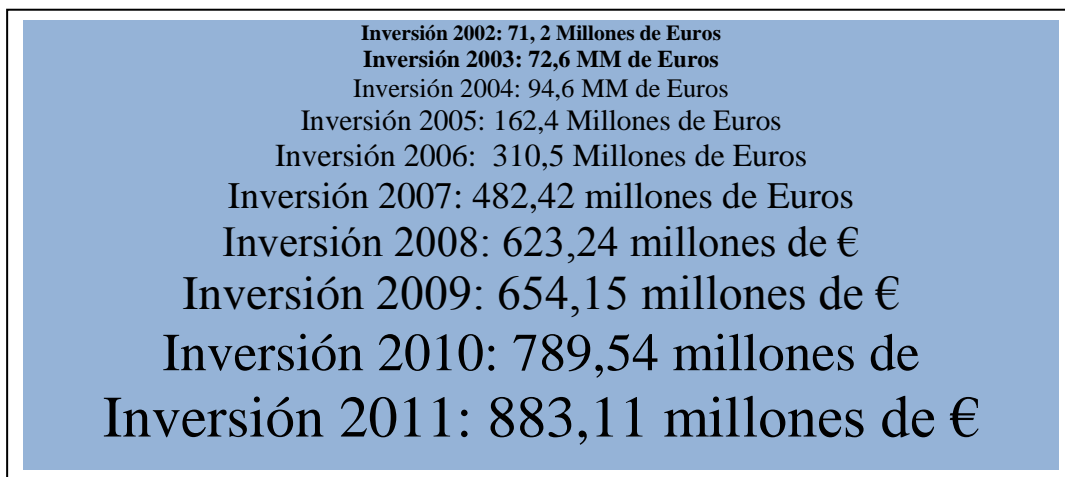 Inversión 2002: 71, 2 Millones de Euros
Inversión 2003: 72,6 MM de Euros
Inversión 2004: 94,6 MM de Euros
Inversión 2005: 162,4 Millones de Euros
Inversión 2006:  310,5 Millones de Euros
Inversión 2007: 482,42 millones de Euros
Inversión 2008: 623,24 millones de €
Inversión 2009: 654,15 millones de €
Inversión 2010: 789,54 millones de
Inversión 2011: 883,11 millones de €